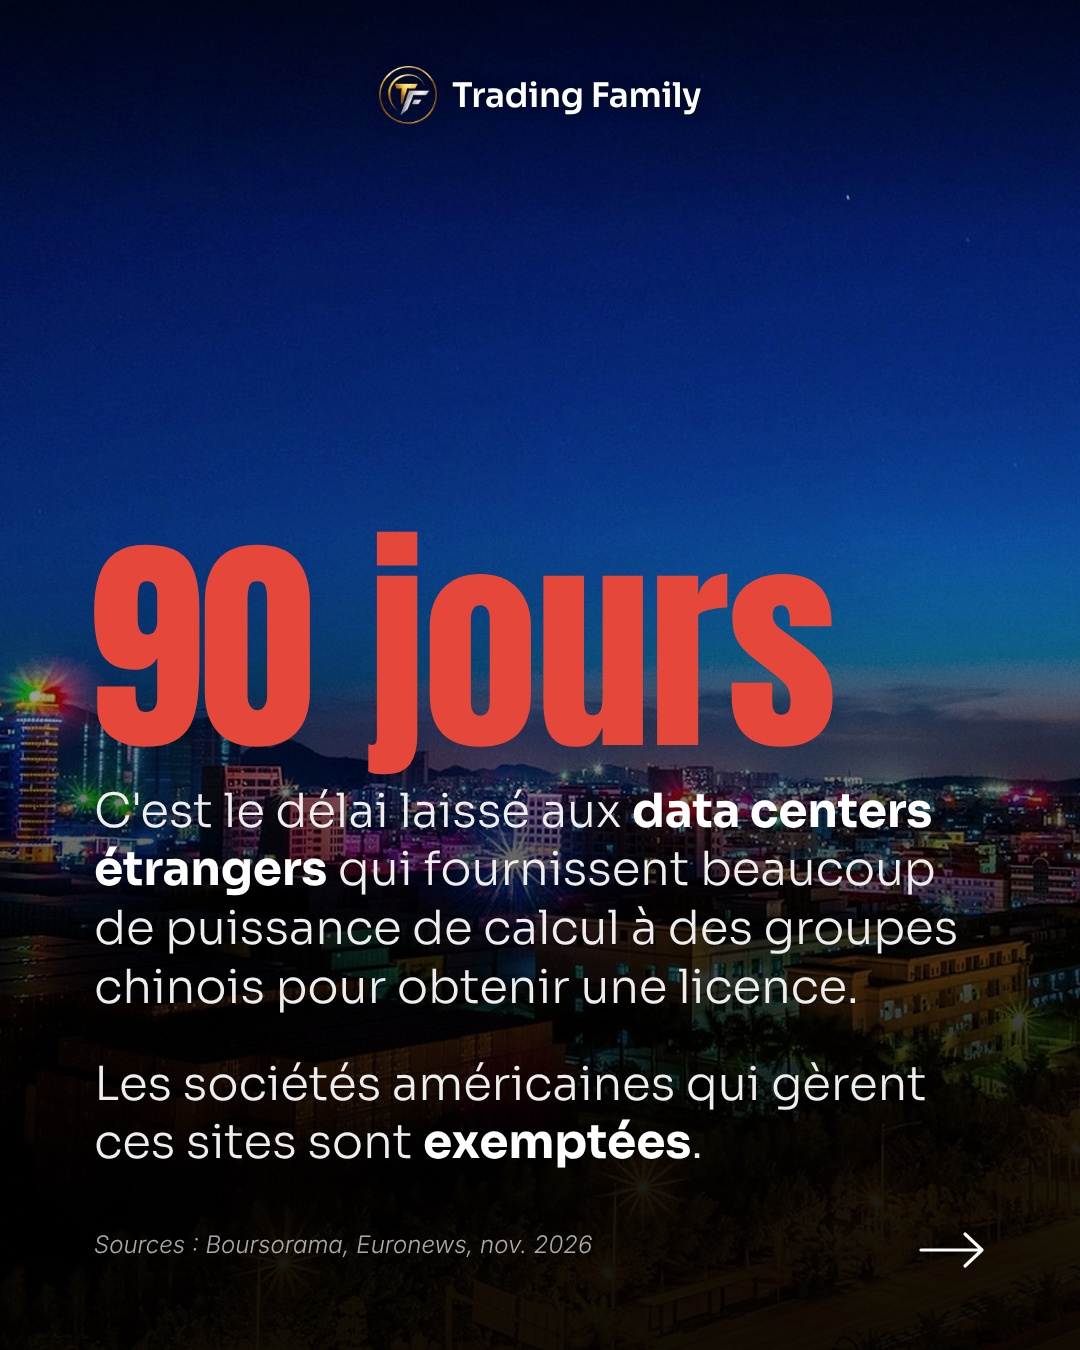 TF Trading Family
90 jours
C'est le délai laissé aux data centers
étrangers qui fournissent beaucoup
de puissance de calcul à des groupes
chinois pour obtenir une licence.
Les sociétés américaines qui gèrent
ces sites sont exemptées.
Sources : Boursorama, Euronews, nov. 2026